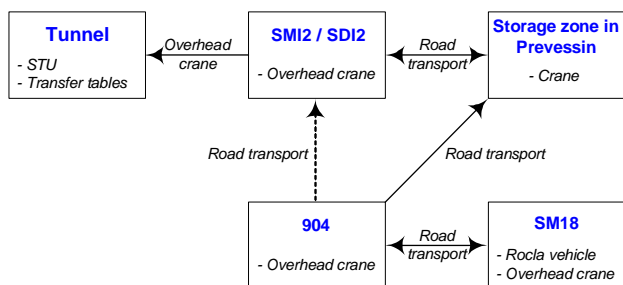 Tunnel
- STU
- Transfer tables
Overhead
crane
SMI2 / SDI2
- Overhead crane
Road
transport
Storage zone in
Prevessin
- Crane
Road transport
Road transport
904
- Overhead crane
Road
transport
SM18
- Rocla vehicle
- Overhead crane